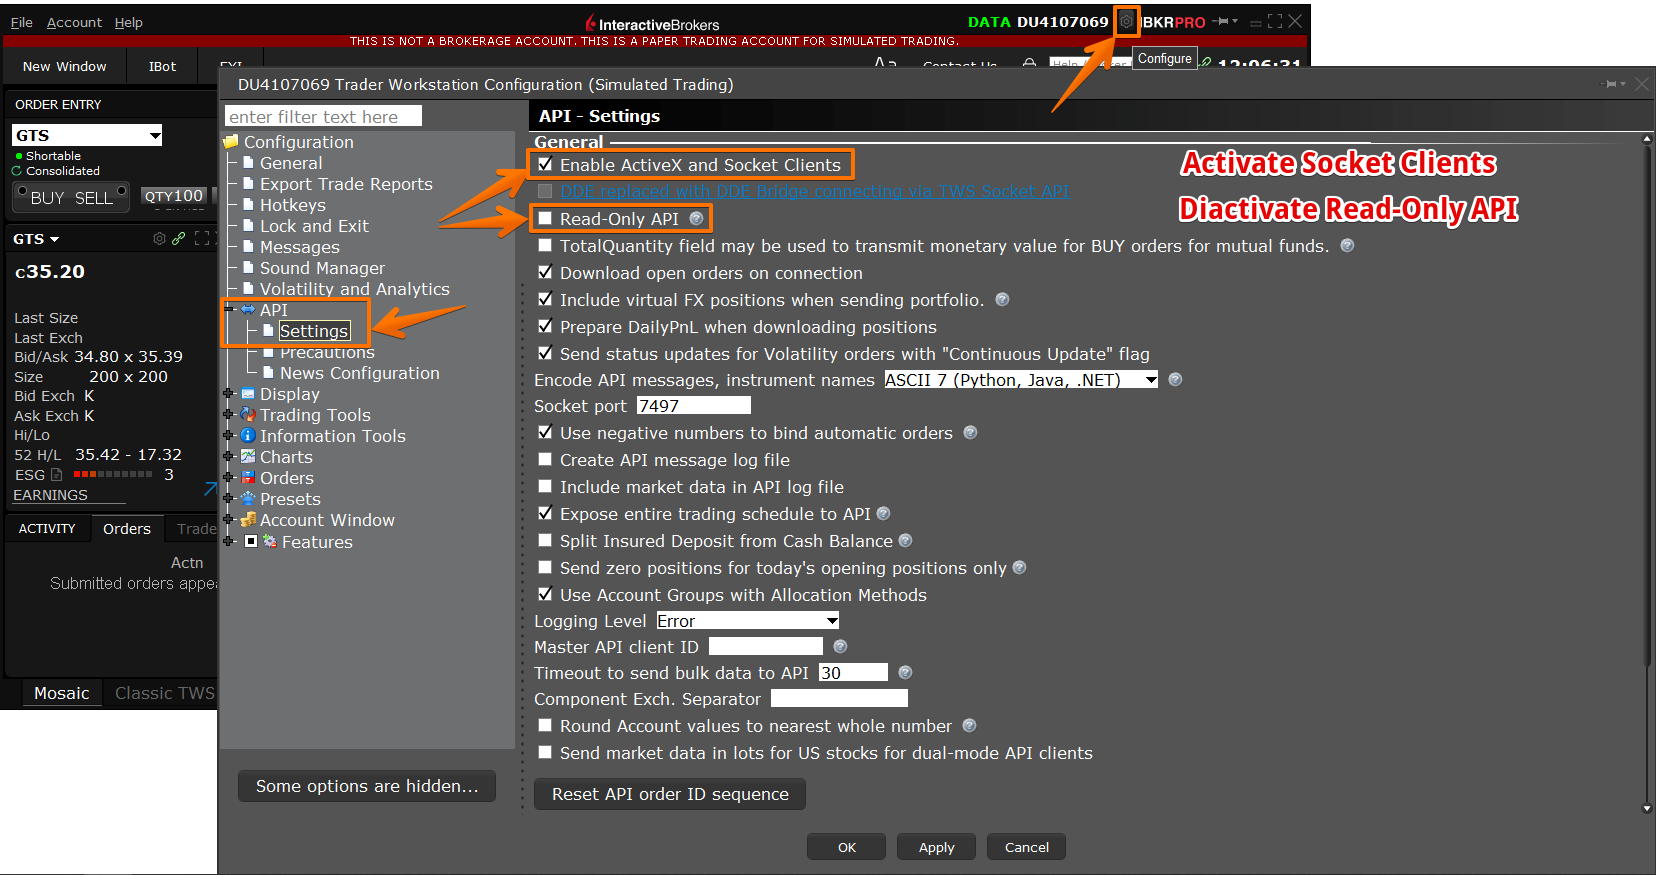 File Account Help
InteractiveBrokers
DATA DU4107069 IBKRPRO
THIS IS NOT A BROKERAGE ACCOUNT. THIS IS A PAPER TRADING ACCOUNT FOR SIMULATED TRADING.
New Window IBot FYI
Contact Us
Configure
12:06:31
DU4107069 Trader Workstation Configuration (Simulated Trading)
ORDER ENTRY
GTS
Shortable
Consolidated
BUY SELL QTY100
GTS
C35.20
Last Size
Last Exch
Bid/Ask 34.80 x 35.39
Size 200 x 200
Bid Exch K
Ask Exch K
Hi/Lo
52 H/L 35.42 - 17.32
ESG 3
EARNINGS
ACTIVITY Orders Trade
Actn
Submitted orders appea
Mosaic Classic TWS
enter filter text here
Configuration
General
Export Trade Reports
Hotkeys
Lock and Exit
Messages
Sound Manager
Volatility and Analytics
API
Settings
Precautions
News Configuration
Display
Trading Tools
Information Tools
Charts
Orders
Presets
Account Window
Features
Some options are hidden...
API - Settings
General
Enable ActiveX and Socket Clients
DDE replaced with DDE Bridge connecting via TWS Socket API
Read-Only API
Activate Socket Clients
Diactivate Read-Only API
TotalQuantity field may be used to transmit monetary value for BUY orders for mutual funds.
Download open orders on connection
Include virtual FX positions when sending portfolio.
Prepare DailyPnL when downloading positions
Send status updates for Volatility orders with "Continuous Update" flag
Encode API messages, instrument names ASCII 7 (Python, Java, .NET)
Socket port 7497
Use negative numbers to bind automatic orders
Create API message log file
Include market data in API log file
Expose entire trading schedule to API
Split Insured Deposit from Cash Balance
Send zero positions for today's opening positions only
Use Account Groups with Allocation Methods
Logging Level Error
Master API client ID
Timeout to send bulk data to API 30
Component Exch. Separator
Round Account values to nearest whole number
Send market data in lots for US stocks for dual-mode API clients
Reset API order ID sequence
OK Apply Cancel